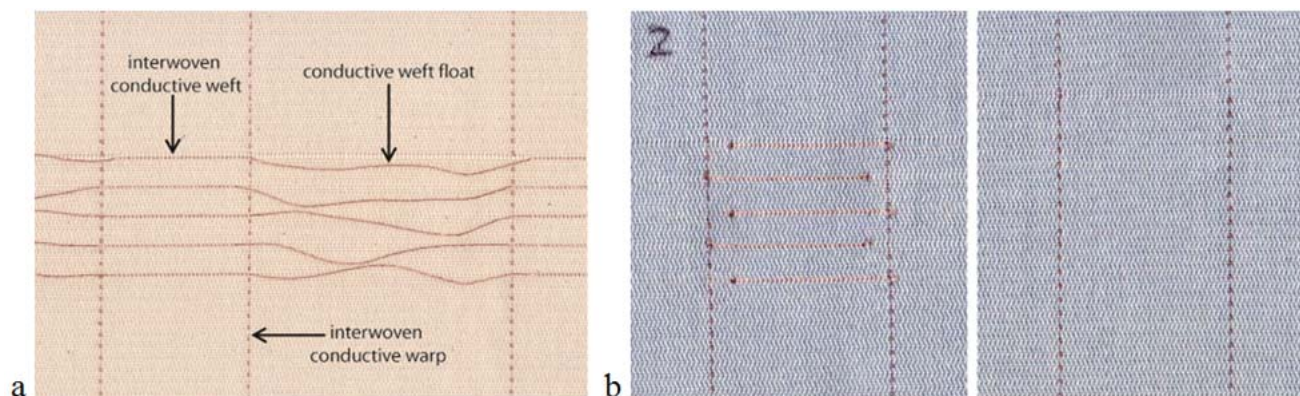 interwoven
conductive weft
conductive weft float
2
interwoven
conductive warp
a
b